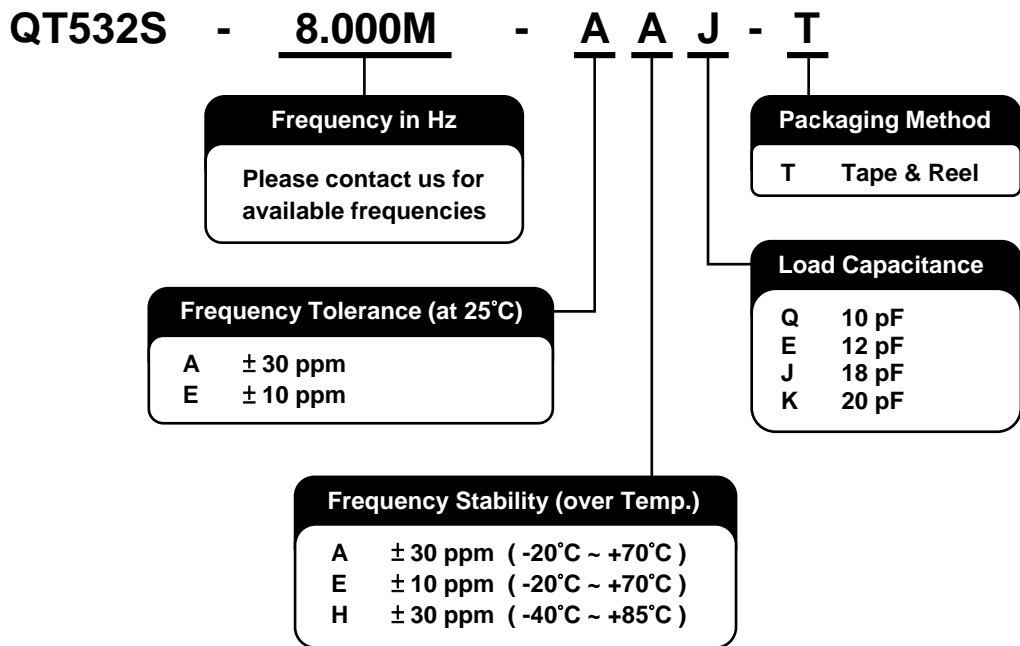 QT532S - 8.000M - A A J - T
Frequency in Hz
Please contact us for
available frequencies
Packaging Method
T Tape & Reel
Load Capacitance
Q 10 pF
E 12 pF
J 18 pF
K 20 pF
Frequency Tolerance (at 25°C)
A ± 30 ppm
E ± 10 ppm
Frequency Stability (over Temp.)
A ± 30 ppm ( -20°C ~ +70°C )
E ± 10 ppm ( -20°C ~ +70°C )
H ± 30 ppm ( -40°C ~ +85°C )